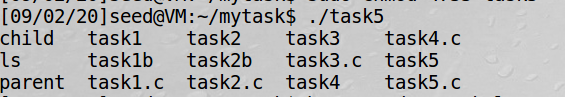 [09/02/20]seed@VM:~/mytask$ ./task5
child task1 task2 task3 task4.c
ls task1b task2b task3.c task5
parent task1.c task2.c task4 task5.c